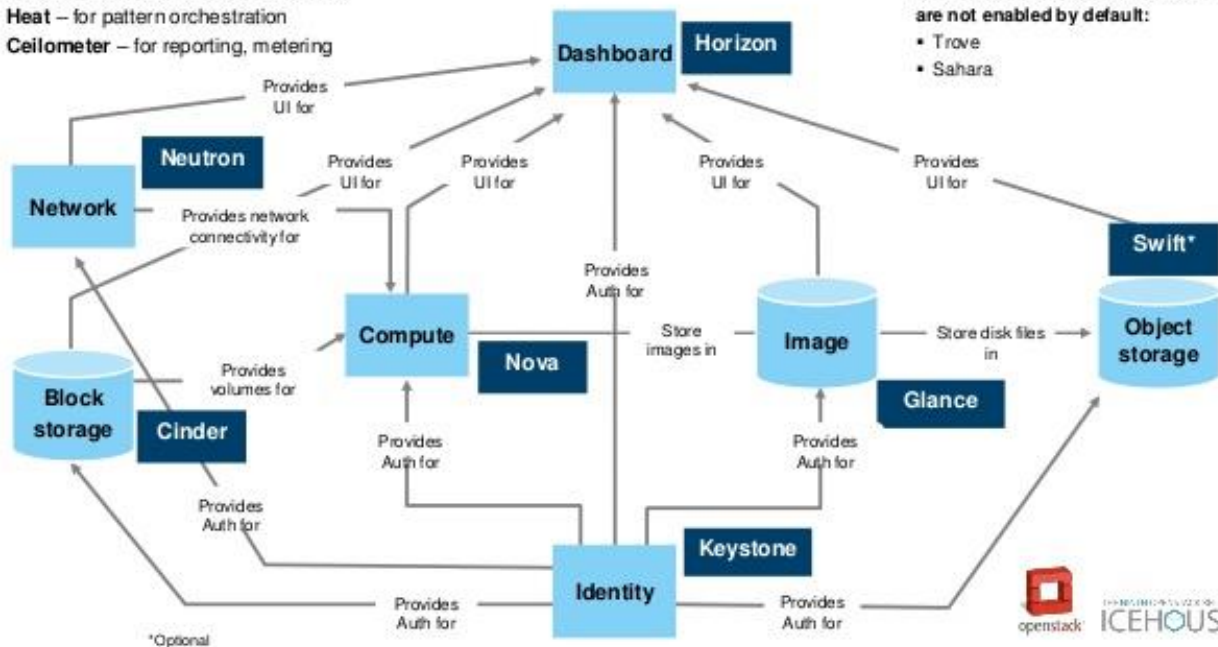 Heat – for pattern orchestration
Ceilometer – for reporting, metering
are not enabled by default:
▪ Trove
▪ Sahara
Dashboard
Horizon
Provides
UI for
Neutron
Network
Provides
UI for
Provides
UI for
Provides
UI for
Provides
UI for
Provides network
connectivity for
Swift*
Provides
Auth for
Compute
Store
images in
Image
Store disk files
in
Object
storage
Nova
Glance
Provides
volumes for
Block
storage
Cinder
Provides
Auth for
Provides
Auth for
Provides
Auth for
Keystone
Identity
Provides
Auth for
Provides
Auth for
*Optional
openstack
ICEHOUS